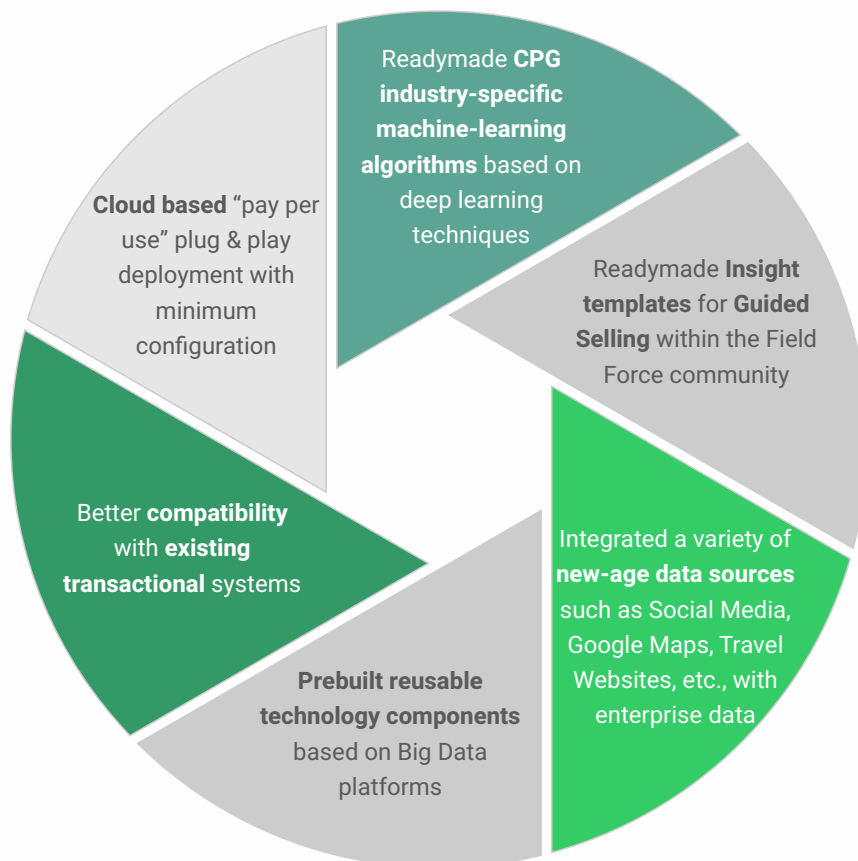 Readymade CPG
industry-specific
machine-learning
algorithms based on
deep learning
techniques
Readymade Insight
templates for Guided
Selling within the Field
Force community
Integrated a variety of
new-age data sources
such as Social Media,
Google Maps, Travel
Websites, etc., with
enterprise data
Prebuilt reusable
technology components
based on Big Data
platforms
Better compatibility
with existing
transactional systems
Cloud based “pay per
use” plug & play
deployment with
minimum
configuration